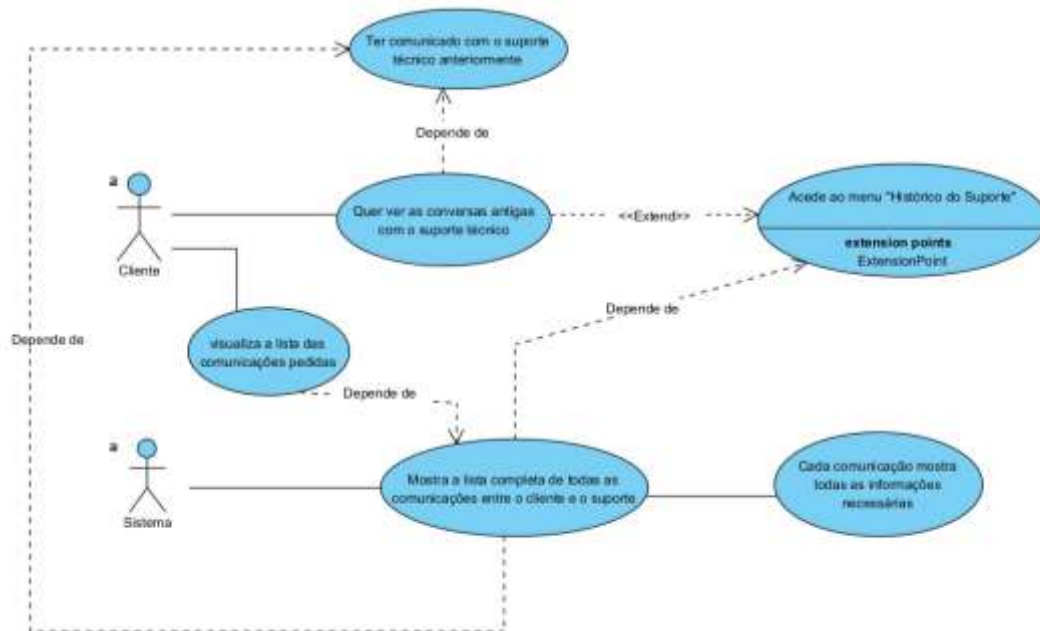 Ter comunicado com o suporte
técnico anteriormente
Depende de
a
Cliente
Quer ver as conversas antigas
com o suporte técnico
<<Extend>>
Acede ao menu "Histórico do Suporte"
extension points
ExtensionPoint
Depende de
Depende de
visualiza a lista das
comunicações pedidas
Depende de
a
Sistema
Mostra a lista completa de todas as
comunicações entre o cliente e o suporte
Cada comunicação mostra
todas as informações
necessárias